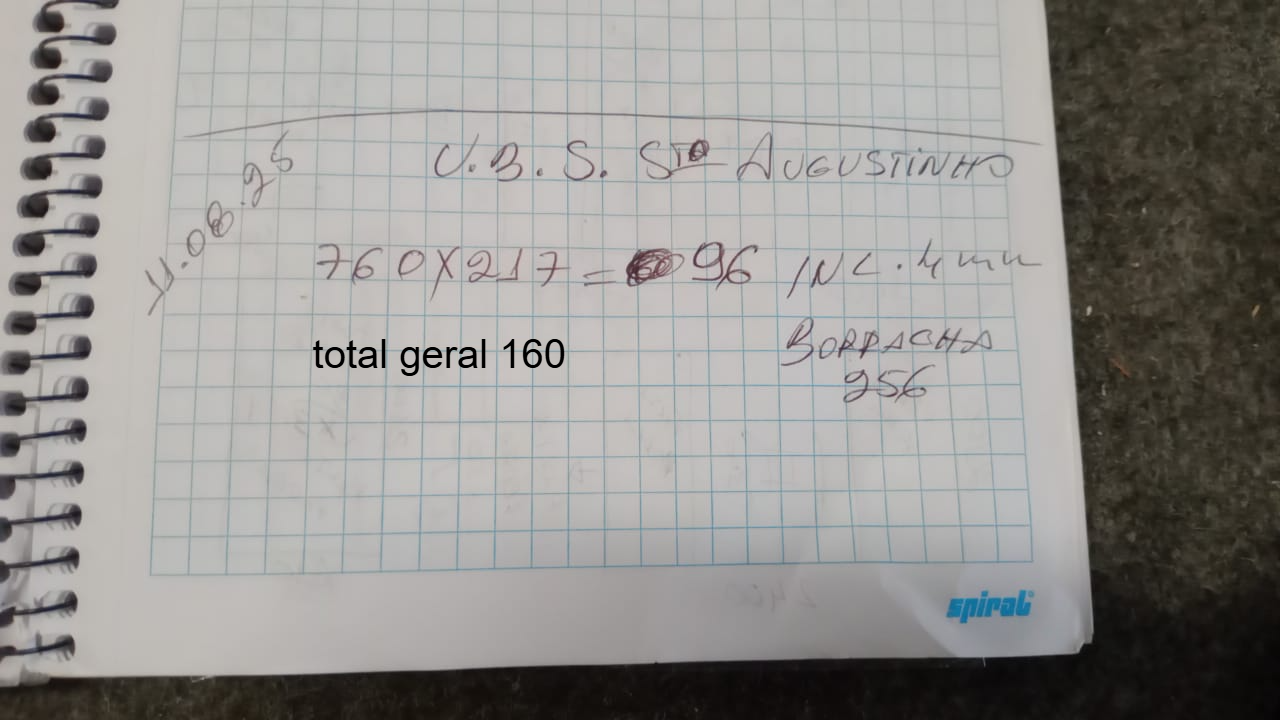 U.B.S. STO AUGUSTINHO
11.08.25
760X217 = 96 INC. 4mm
total geral 160
BORRACHA
256
spiral